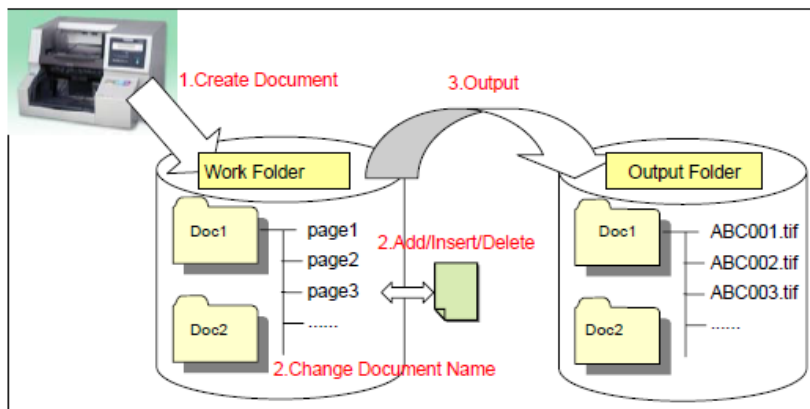 1.Create Document
3.Output
Work Folder
Output Folder
Doc1
page1
page2
page3
......
Doc2
2.Add/Insert/Delete
2.Change Document Name
Doc1
ABC001.tif
ABC002.tif
ABC003.tif
......
Doc2